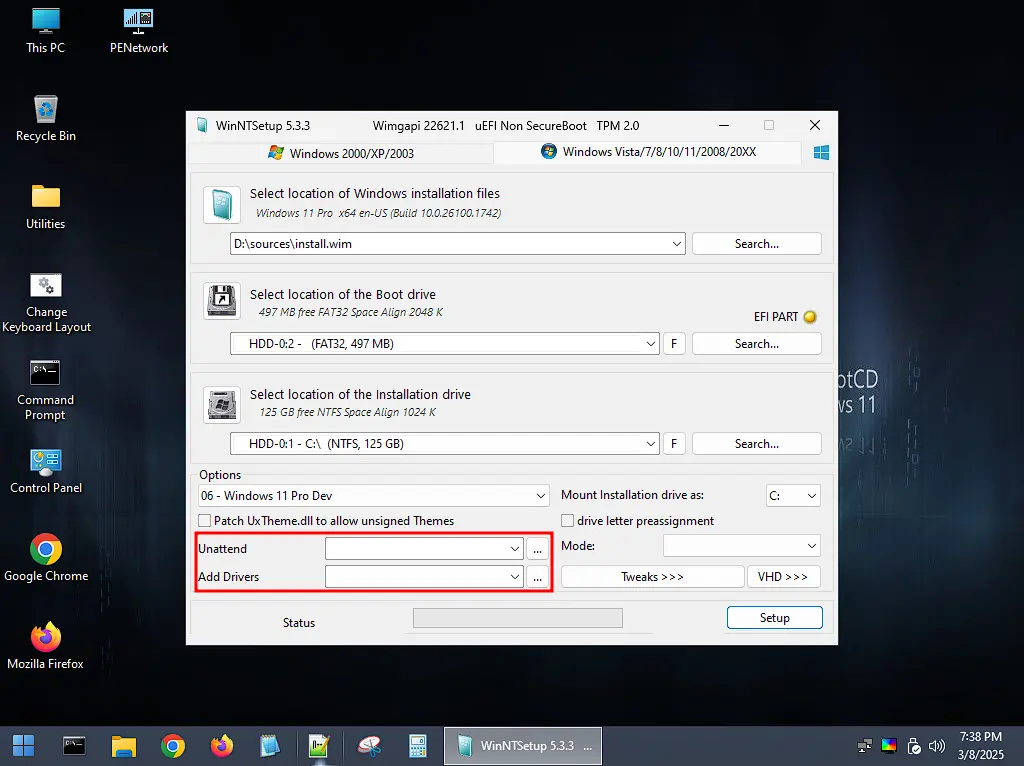 This PC
PENetwork
Recycle Bin
Utilities
Change
Keyboard Layout
Command
Prompt
Control Panel
Google Chrome
Mozilla Firefox
WinNTSetup 5.3.3 Wimgapi 22621.1 uEFI Non SecureBoot TPM 2.0
Windows 2000/XP/2003
Windows Vista/7/8/10/11/2008/20XX
Select location of Windows installation files
Windows 11 Pro x64 en-US (Build 10.0.26100.1742)
D:\sources\install.wim
Search...
Select location of the Boot drive
497 MB free FAT32 Space Align 2048 K
EFI PART
HDD-0:2 - (FAT32, 497 MB)
F
Search...
Select location of the Installation drive
125 GB free NTFS Space Align 1024 K
HDD-0:1 - C:\ (NTFS, 125 GB)
F
Search...
Options
06 - Windows 11 Pro Dev
Mount Installation drive as:
C:
Patch UxTheme.dll to allow unsigned Themes
drive letter preassignment
Unattend
...
Mode:
Add Drivers
...
Tweaks >>>
VHD >>>
Status
Setup
otCD
ws 11
WinNTSetup 5.3.3 ...
7:38 PM
3/8/2025